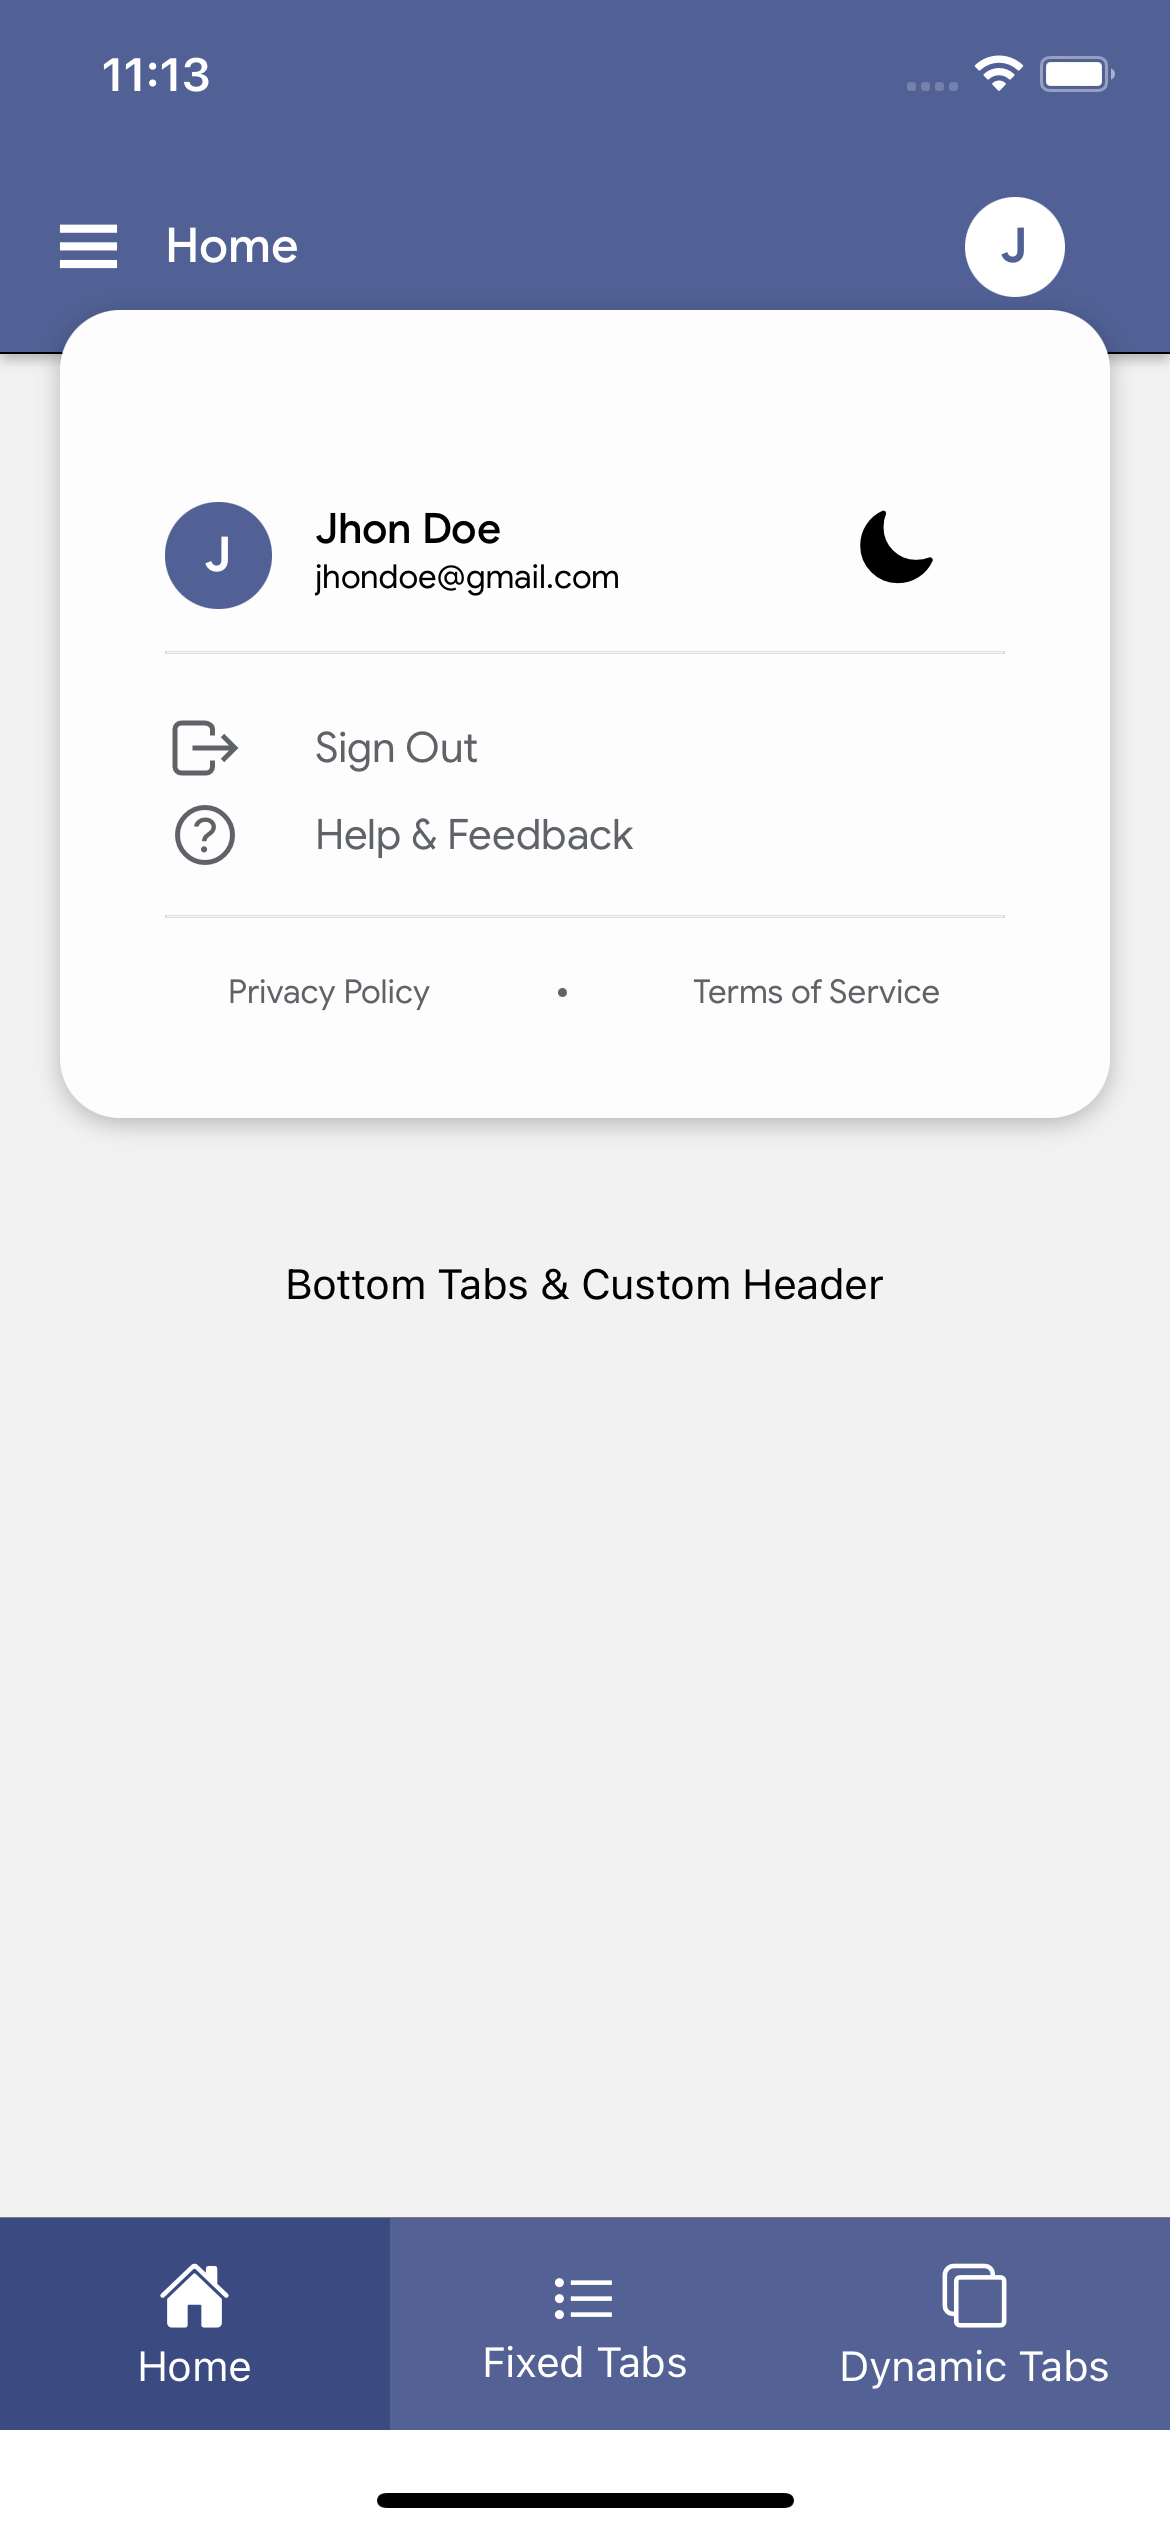 11:13
Home
J
J
Jhon Doe
jhondoe@gmail.com
Sign Out
Help & Feedback
Privacy Policy • Terms of Service
Bottom Tabs & Custom Header
Home
Fixed Tabs
Dynamic Tabs